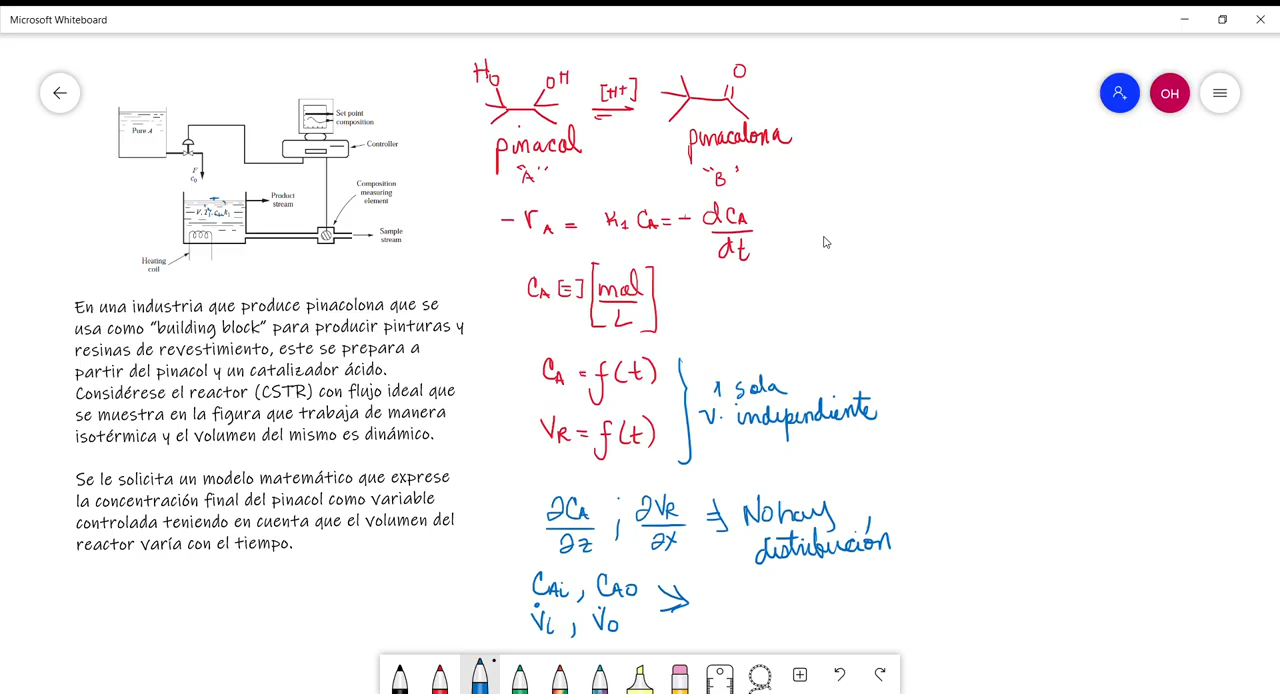 Microsoft Whiteboard
OH
Pure A
F
c₀
Set point
composition
Controller
Composition
measuring
element
Product
stream
Sample
stream
Heating
coil
En una industria que produce pinacolona que se
usa como "building block" para producir pinturas y
resinas de revestimiento, este se prepara a
partir del pinacol y un catalizador ácido.
Considérese el reactor (CSTR) con flujo ideal que
se muestra en la figura que trabaja de manera
isotérmica y el volumen del mismo es dinámico.
Se le solicita un modelo matemático que exprese
la concentración final del pinacol como variable
controlada teniendo en cuenta que el volumen del
reactor varía con el tiempo.
HO OH [H+] O
pinacol pinacalona
"A" "B"
- rA = K1 CA = - dCA/dt
CA [=] [mol/L]
CA = f(t)
VR = f(t)
1 sola
v. independiente
∂CA/∂z ; ∂VR/∂x ⇒ No hay
distribución
CAi , CAO
V̇i , V̇O